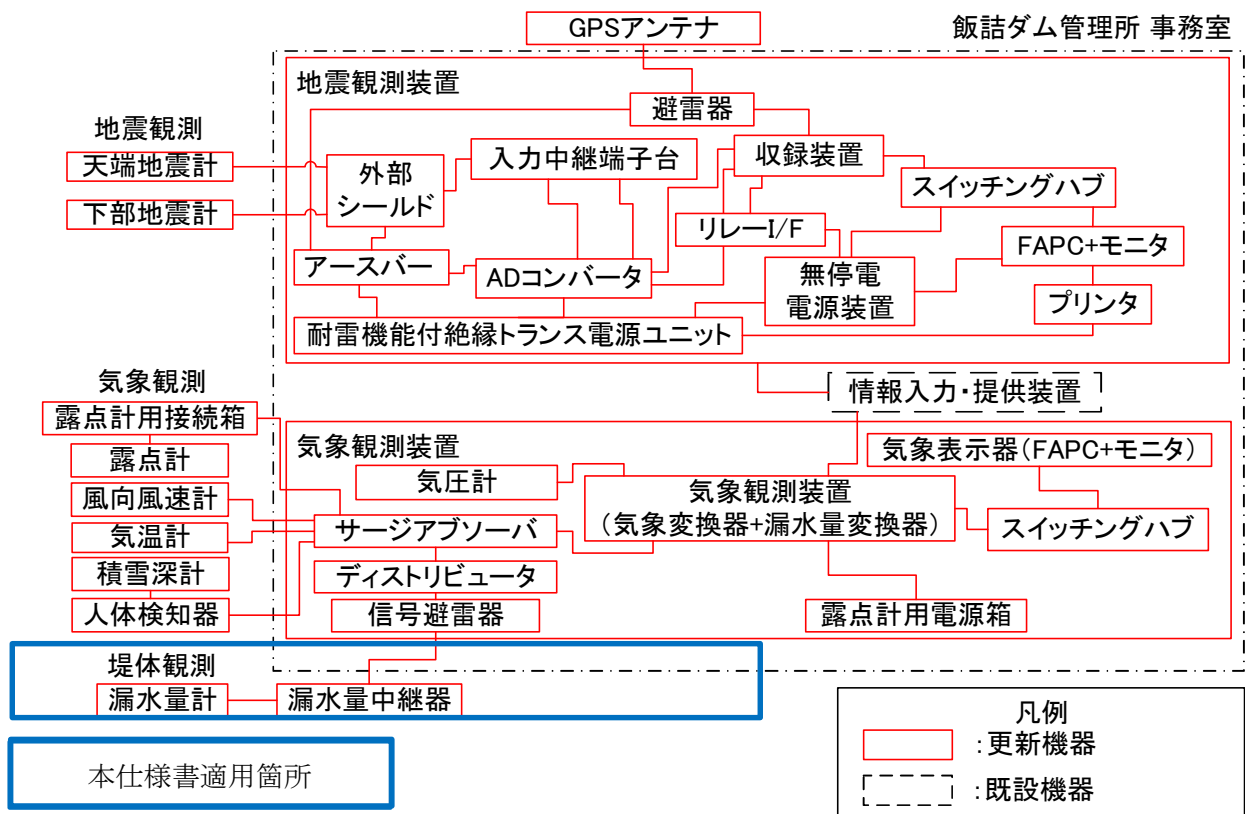 GPSアンテナ
飯詰ダム管理所 事務室
地震観測装置
避雷器
地震観測
天端地震計
下部地震計
外部
シールド
入力中継端子台
収録装置
スイッチングハブ
リレーI/F
アースバー
ADコンバータ
無停電
電源装置
FAPC+モニタ
プリンタ
耐雷機能付絶縁トランス電源ユニット
情報入力・提供装置
気象観測
露点計用接続箱
露点計
風向風速計
気温計
積雪深計
人体検知器
気象観測装置
気圧計
気象表示器(FAPC+モニタ)
気象観測装置
(気象変換器+漏水量変換器)
サージアブソーバ
スイッチングハブ
ディストリビュータ
信号避雷器
露点計用電源箱
堤体観測
漏水量計
漏水量中継器
本仕様書適用箇所
凡例
:更新機器
:既設機器